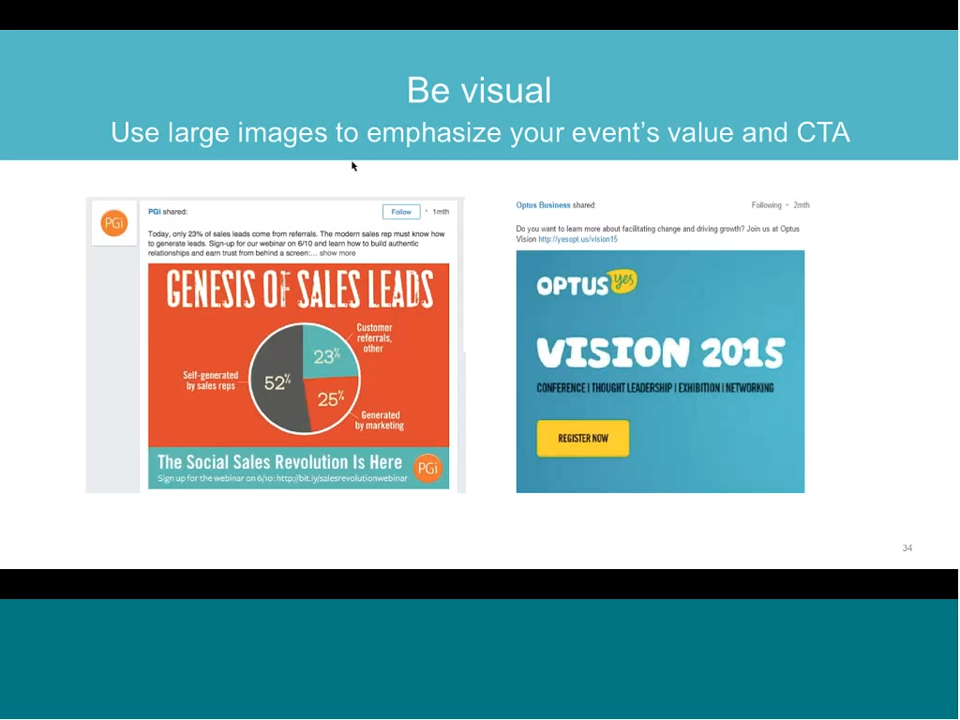 Be visual
Use large images to emphasize your event's value and CTA
PGi
PGi shared:
Follow
• 1mth
Today, only 23% of sales leads come from referrals. The modern sales rep must know how
to generate leads. Sign-up for our webinar on 6/10 and learn how to build authentic
relationships and earn trust from behind a screen:... show more
GENESIS OF SALES LEADS
Customer
referrals,
other
23%
Self-generated
by sales reps
52%
25%
Generated
by marketing
The Social Sales Revolution Is Here
Sign up for the webinar on 6/10: http://bit.ly/salesrevolutionwebinar
PGi
Optus Business shared:
Following • 2mth
Do you want to learn more about facilitating change and driving growth? Join us at Optus
Vision http://yesopt.us/vision15
OPTUS yes
VISION 2015
CONFERENCE | THOUGHT LEADERSHIP | EXHIBITION | NETWORKING
REGISTER NOW
34